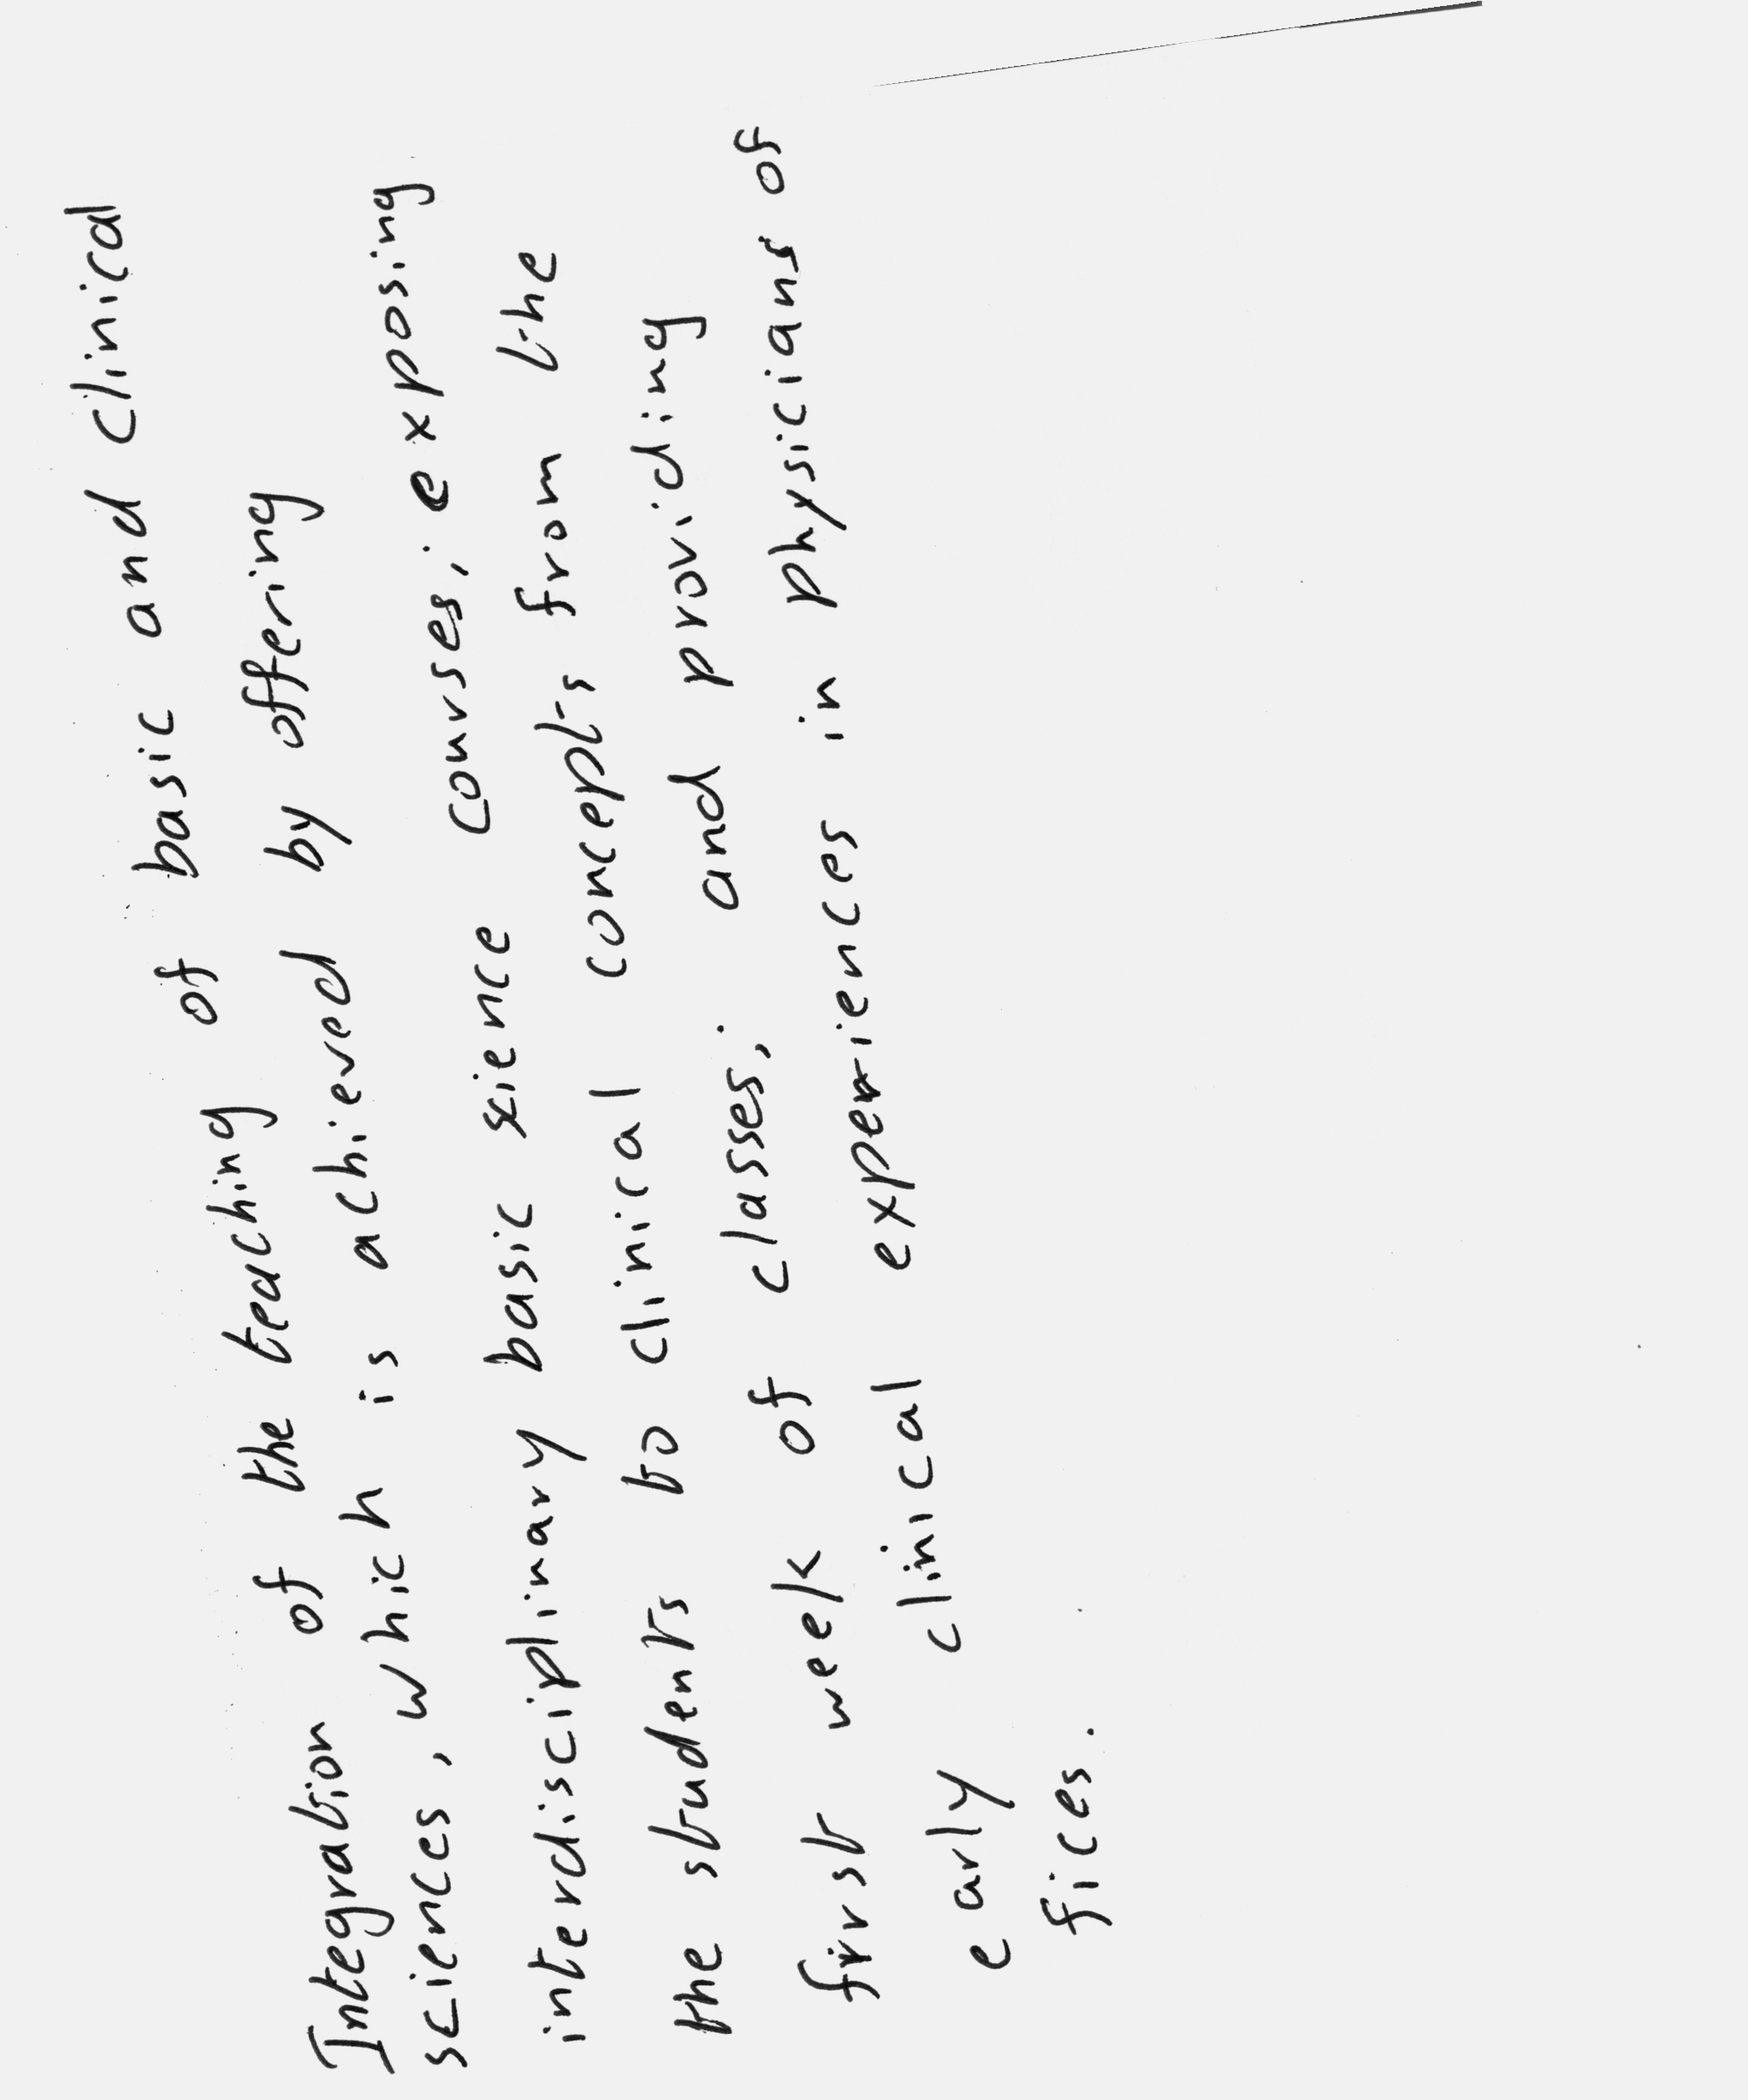 Integration of the teaching of basic and clinical
sciences, which is achieved by offering
interdisciplinary basic science courses; exposing
the students to clinical concepts from the
first week of classes; and providing
early clinical experiences in physicians of
fices.